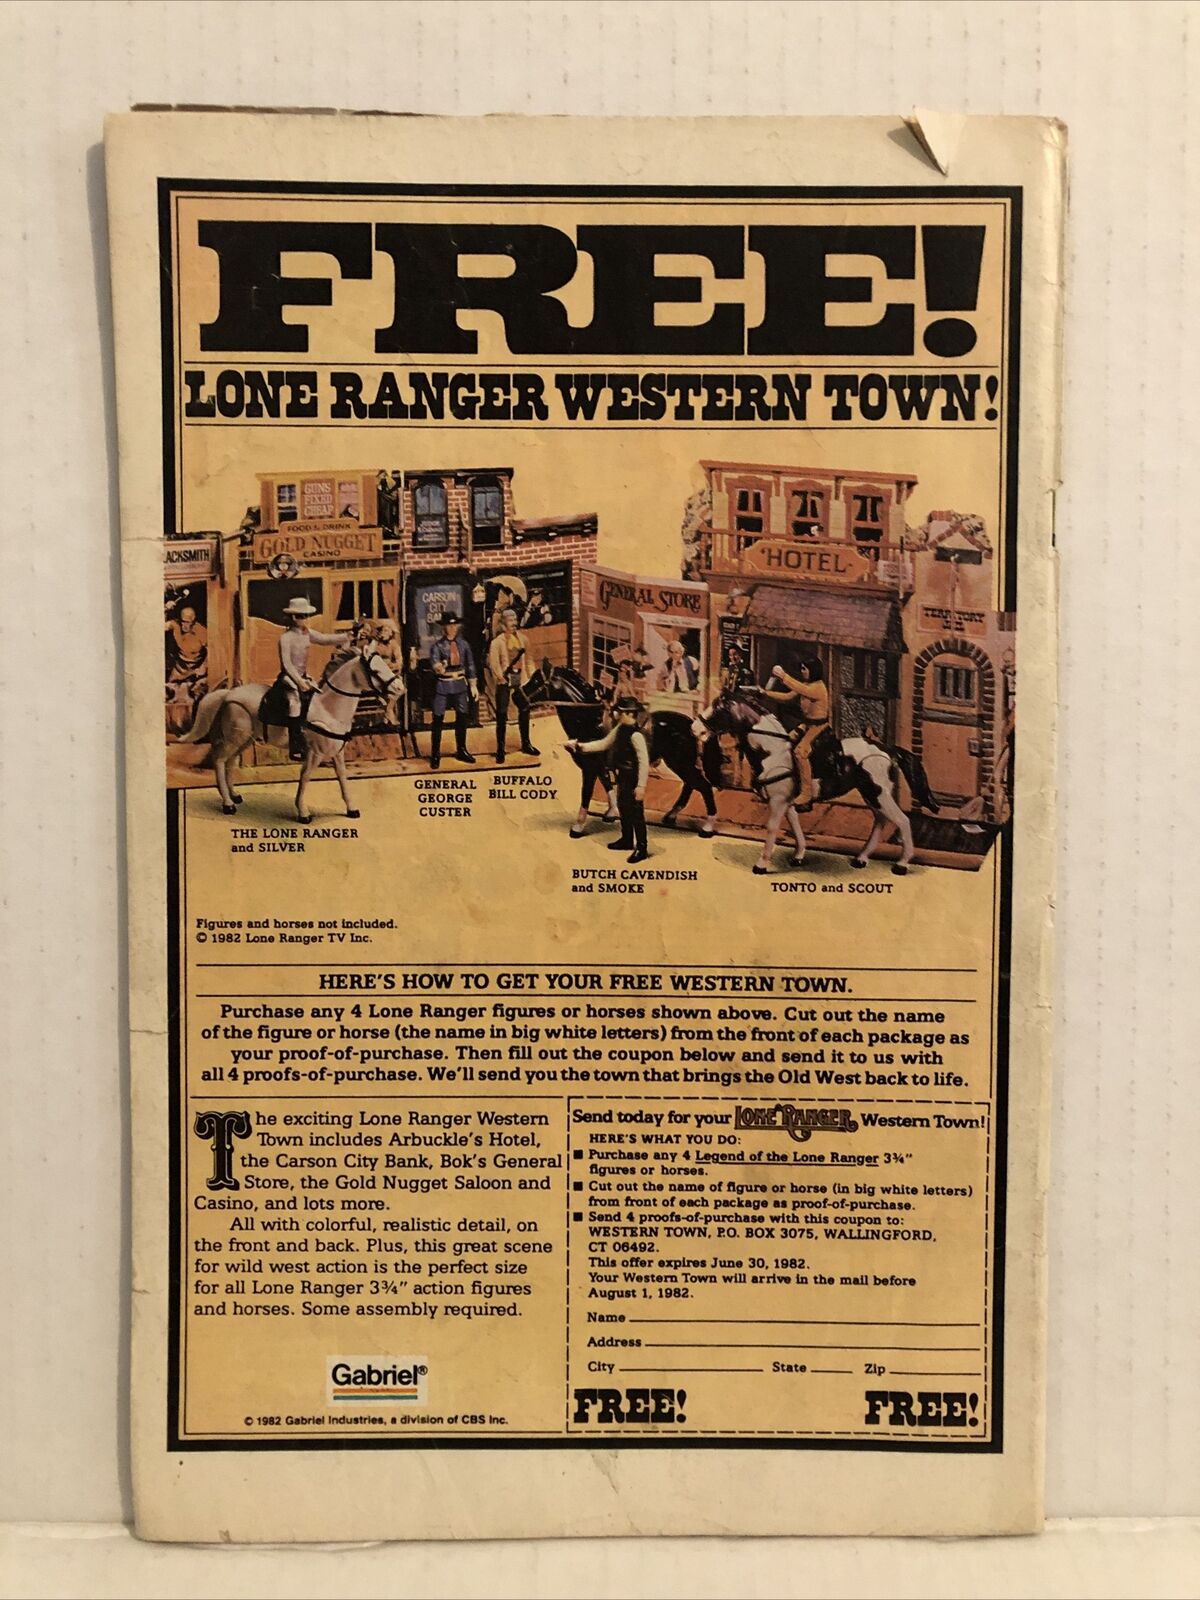 FREE!
LONE RANGER WESTERN TOWN!
GUNS
FIXED
CHEAP
FOOD & DRINK
GOLD NUGGET
CASINO
ACKSMITH
CARSON
CITY
HOTEL
GENERAL STORE
GENERAL
GEORGE
CUSTER
BUFFALO
BILL CODY
THE LONE RANGER
and SILVER
BUTCH CAVENDISH
and SMOKE
TONTO and SCOUT
Figures and horses not included.
© 1982 Lone Ranger TV Inc.
HERE'S HOW TO GET YOUR FREE WESTERN TOWN.
Purchase any 4 Lone Ranger figures or horses shown above. Cut out the name
of the figure or horse (the name in big white letters) from the front of each package as
your proof-of-purchase. Then fill out the coupon below and send it to us with
all 4 proofs-of-purchase. We'll send you the town that brings the Old West back to life.
The exciting Lone Ranger Western
Town includes Arbuckle's Hotel,
the Carson City Bank, Bok's General
Store, the Gold Nugget Saloon and
Casino, and lots more.
All with colorful, realistic detail, on
the front and back. Plus, this great scene
for wild west action is the perfect size
for all Lone Ranger 3¾" action figures
and horses. Some assembly required.
Gabriel®
© 1982 Gabriel Industries, a division of CBS Inc.
Send today for your LONE RANGER Western Town!
HERE'S WHAT YOU DO:
■ Purchase any 4 Legend of the Lone Ranger 3¾"
figures or horses.
■ Cut out the name of figure or horse (in big white letters)
from front of each package as proof-of-purchase.
■ Send 4 proofs-of-purchase with this coupon to:
WESTERN TOWN, P.O. BOX 3075, WALLINGFORD,
CT 06492.
This offer expires June 30, 1982.
Your Western Town will arrive in the mail before
August 1, 1982.
Name
Address
City State Zip
FREE! FREE!